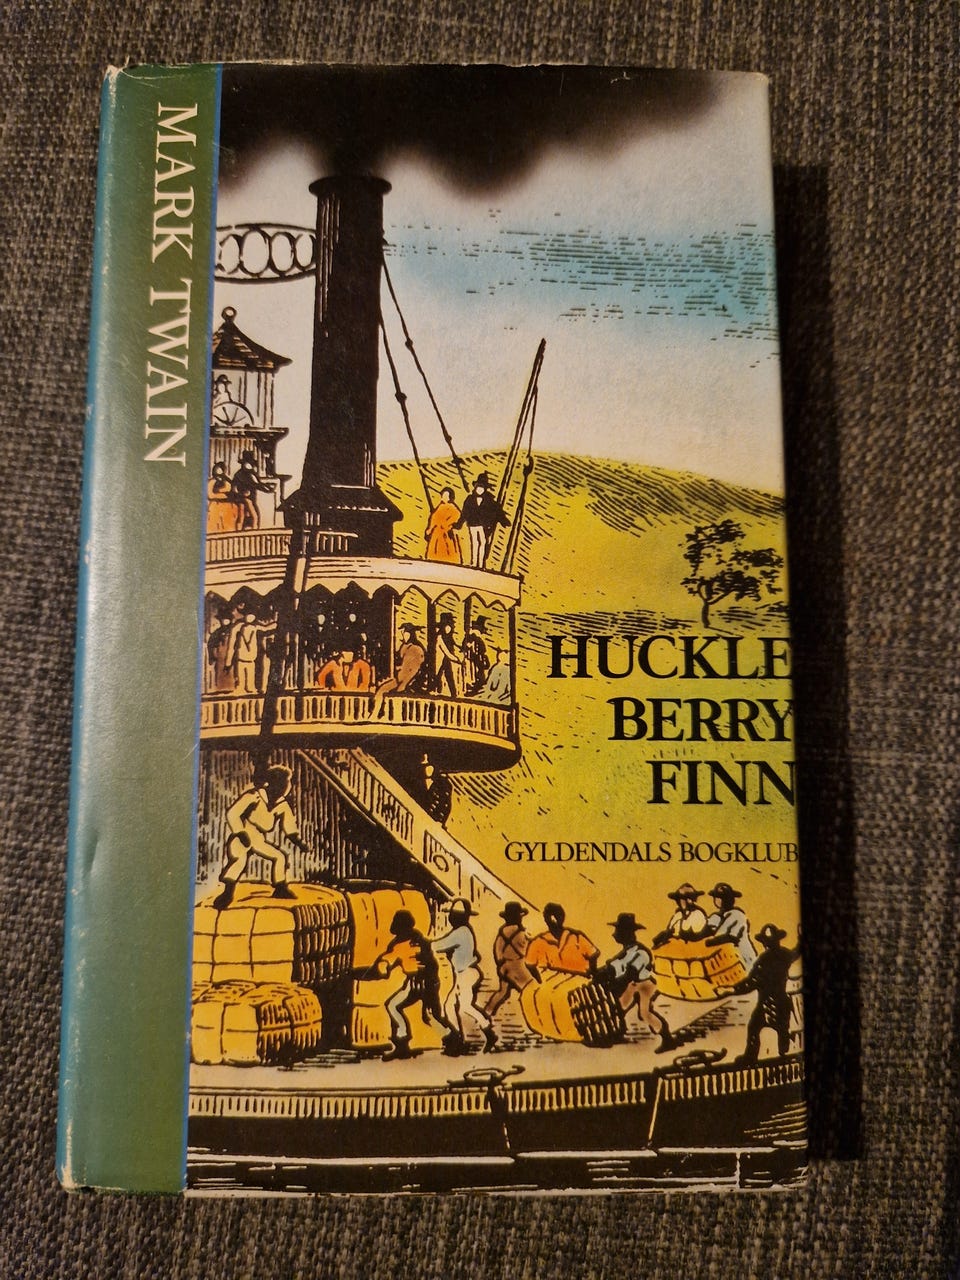 MARK TWAIN
HUCKLE
BERRY
FINN
GYLDENDALS BOGKLUB